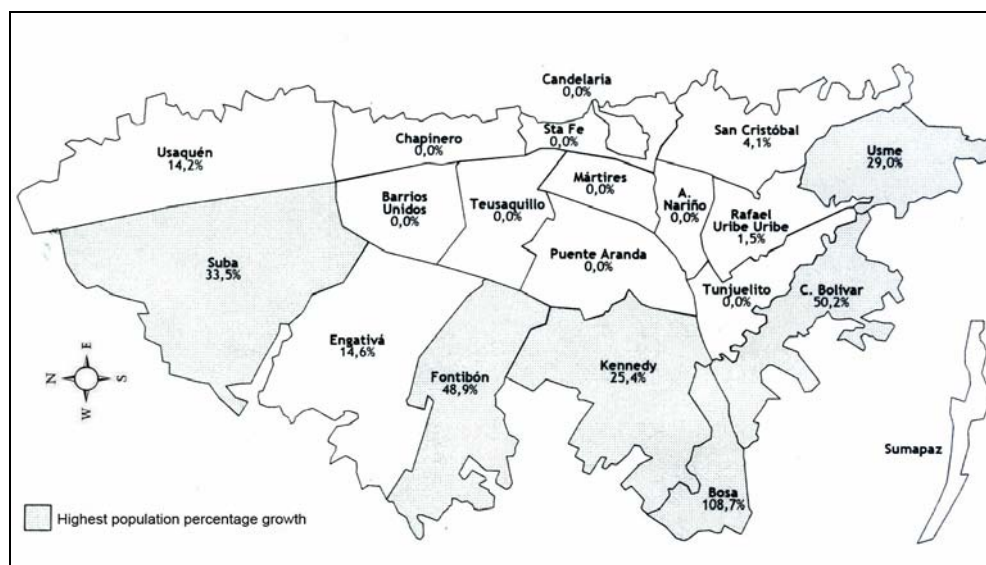 Candelaria
0,0%
Usaquén
14,2%
Chapinero
0,0%
Sta Fe
0,0%
San Cristóbal
4,1%
Usme
29,0%
Barrios
Unidos
0,0%
Teusaquillo
0,0%
Mártires
0,0%
A.
Nariño
0,0%
Rafael
Uribe Uribe
1,5%
Suba
33,5%
Puente Aranda
0,0%
Tunjuelito
0,0%
C. Bolivar
50,2%
Engativá
14,6%
Fontibón
48,9%
Kennedy
25,4%
Bosa
108,7%
Sumapaz
N
E
S
W
Highest population percentage growth